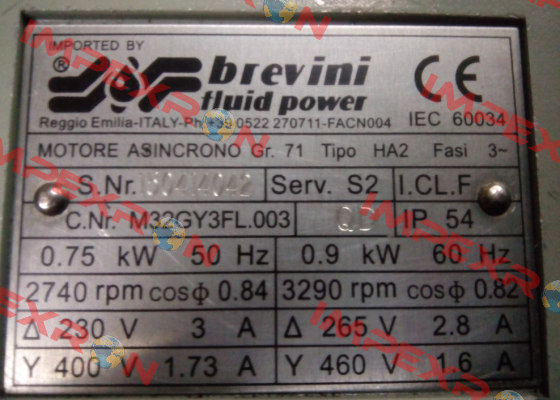 IMPORTED BY
® brevini
fluid power
CE
Reggio Emilia-ITALY-Ph+39 0522 270711-FACN004 IEC 60034
MOTORE ASINCRONO Gr. 71 Tipo HA2 Fasi 3~
S.Nr. Serv. S2 I.CL.F
C.Nr. M32GY3FL.003 IP 54
0.75 kW 50 Hz 0.9 kW 60 Hz
2740 rpm cosϕ 0.84 3290 rpm cosϕ 0.82
Δ 230 V 3 A Δ 265 V 2.8 A
Y 400 V 1.73 A Y 460 V 1.6 A
IMPEXRON